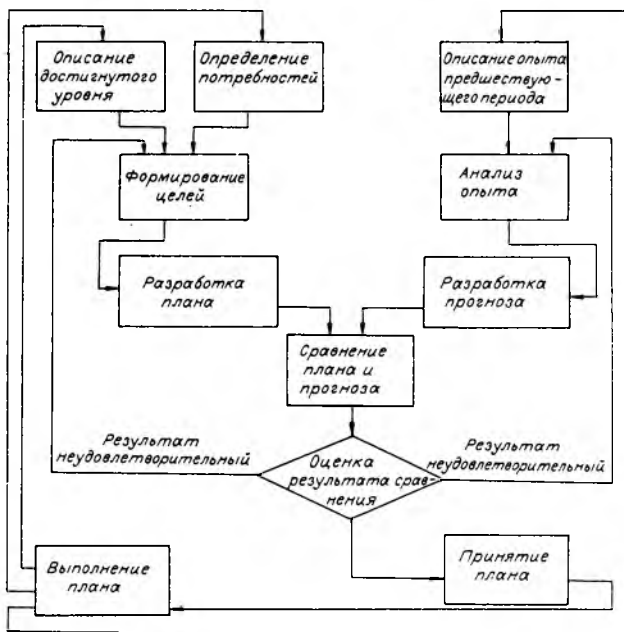 Описание
достигнутого
уровня
Определение
потребностей
Описание опыта
предшествую-
щего периода
Формирование
целей
Анализ
опыта
Разработка
плана
Разработка
прогноза
Сравнение
плана и
прогноза
Результат
неудовлетворительный
Оценка
результата срав-
нения
Результат
неудовлетворительный
Выполнение
плана
Принятие
плана